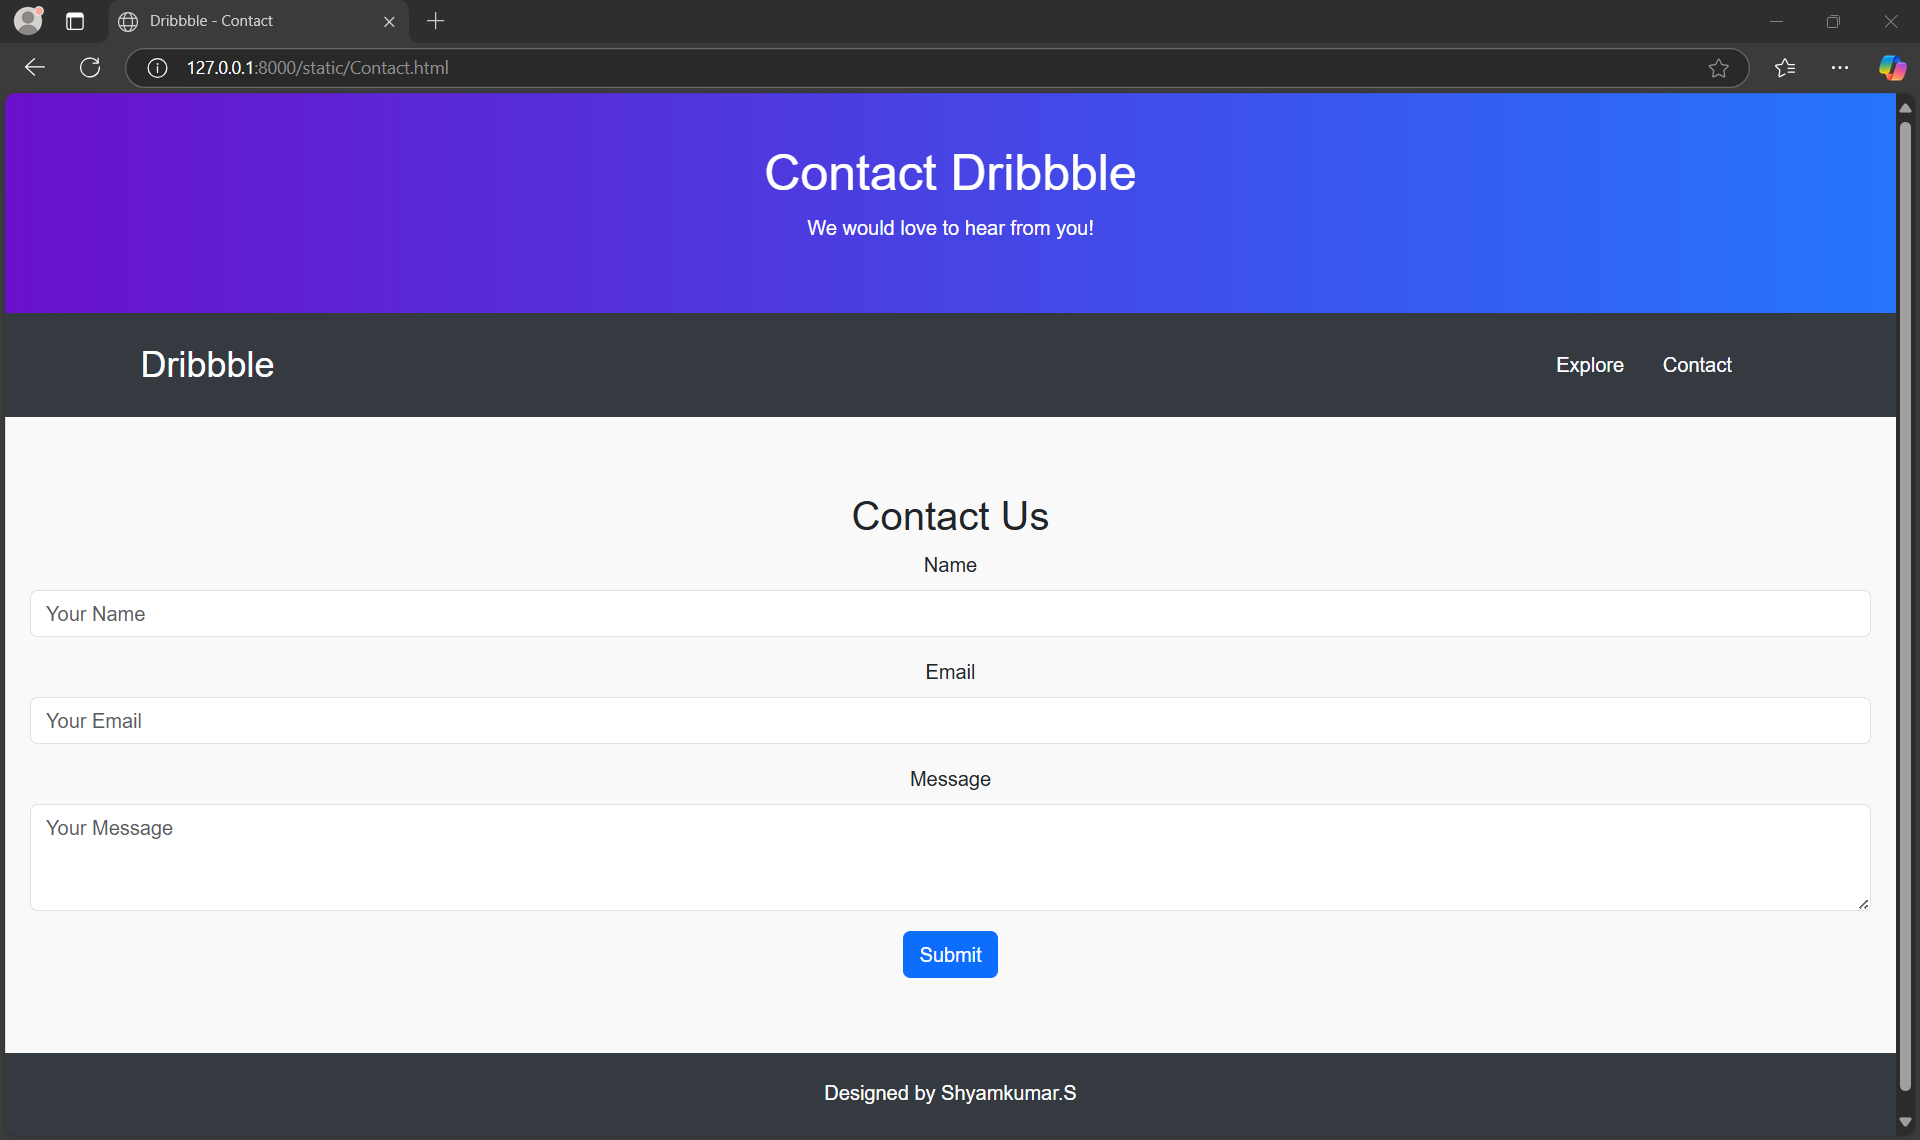 Dribbble - Contact
127.0.0.1:8000/static/Contact.html
Contact Dribbble
We would love to hear from you!
Dribbble
Explore
Contact
Contact Us
Name
Your Name
Email
Your Email
Message
Your Message
Submit
Designed by Shyamkumar.S